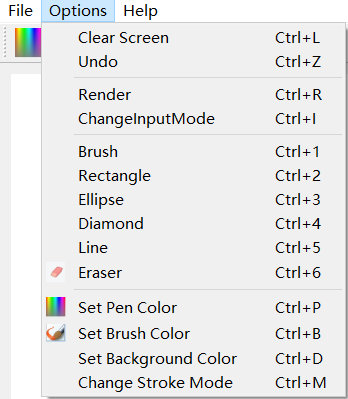 File Options Help
Clear Screen Ctrl+L
Undo Ctrl+Z
Render Ctrl+R
ChangeInputMode Ctrl+I
Brush Ctrl+1
Rectangle Ctrl+2
Ellipse Ctrl+3
Diamond Ctrl+4
Line Ctrl+5
Eraser Ctrl+6
Set Pen Color Ctrl+P
Set Brush Color Ctrl+B
Set Background Color Ctrl+D
Change Stroke Mode Ctrl+M